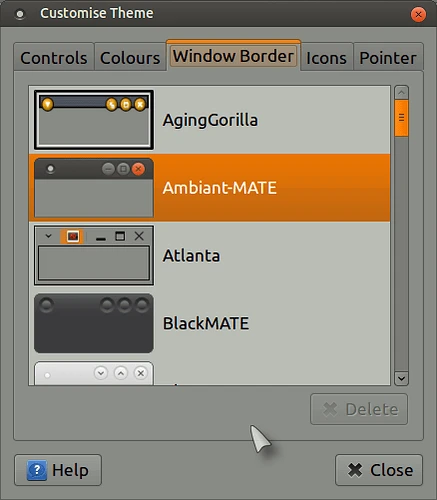 Customise Theme
Controls Colours Window Border Icons Pointer
AgingGorilla
Ambiant-MATE
Atlanta
BlackMATE
Delete
Help Close